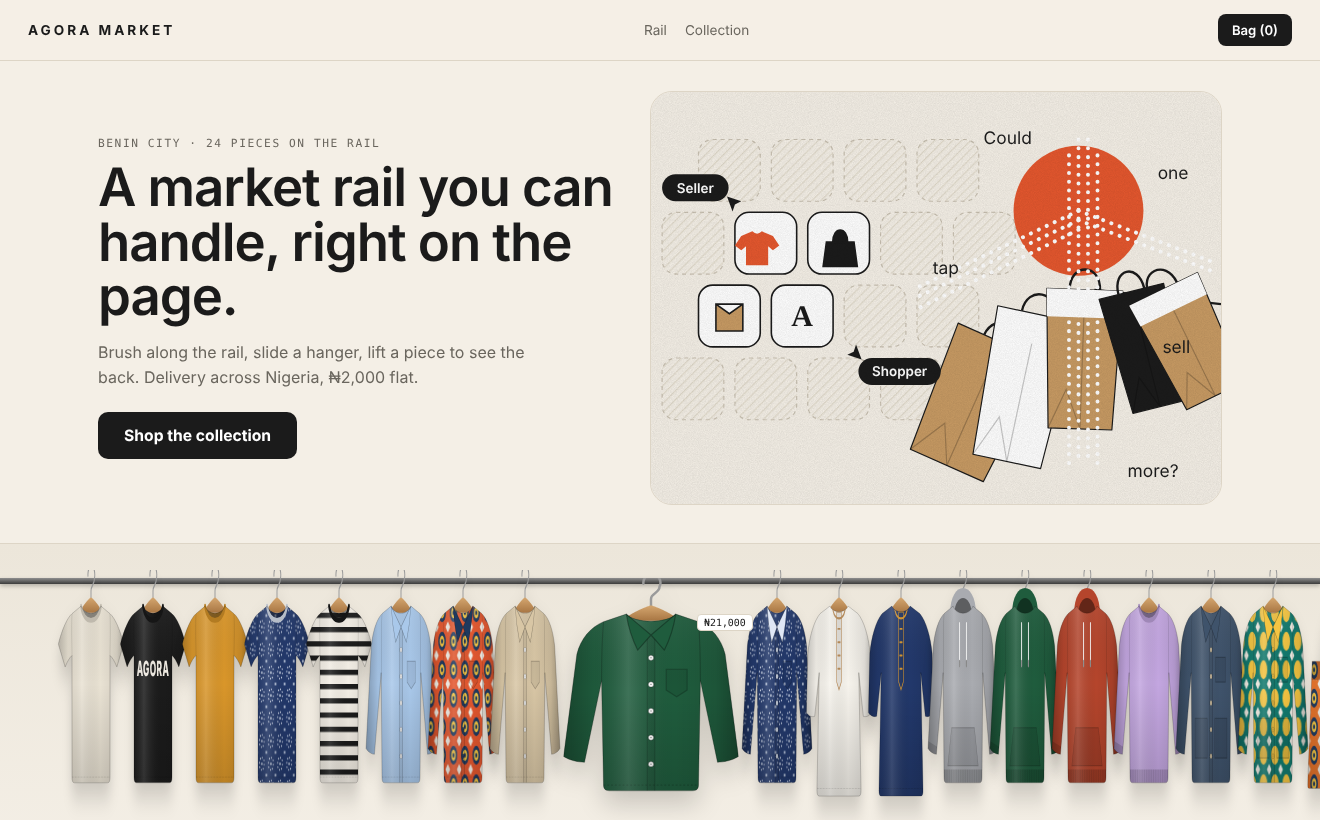 AGORA MARKET
Rail
Collection
Bag (0)
BENIN CITY · 24 PIECES ON THE RAIL
A market rail you can
handle, right on the
page.
Brush along the rail, slide a hanger, lift a piece to see the
back. Delivery across Nigeria, ₦2,000 flat.
Shop the collection
Could
one
Seller
tap
A
sell
Shopper
more?
₦21,000
AGORA